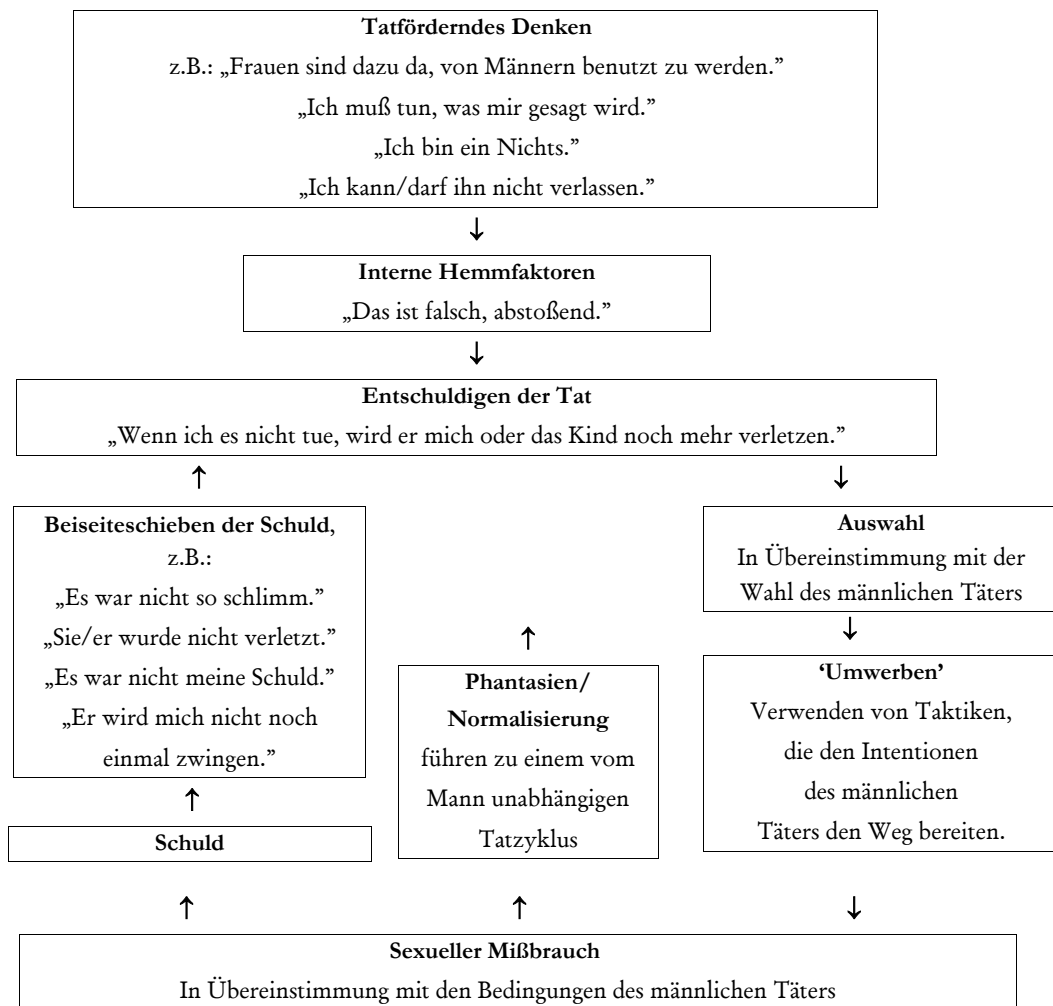 Tatförderndes Denken
z.B.: „Frauen sind dazu da, von Männern benutzt zu werden.”
„Ich muß tun, was mir gesagt wird.”
„Ich bin ein Nichts.”
„Ich kann/darf ihn nicht verlassen.”
↓
Interne Hemmfaktoren
„Das ist falsch, abstoßend.”
↓
Entschuldigen der Tat
„Wenn ich es nicht tue, wird er mich oder das Kind noch mehr verletzen.”
↑
↓
Beiseiteschieben der Schuld,
z.B.:
„Es war nicht so schlimm.”
„Sie/er wurde nicht verletzt.”
„Es war nicht meine Schuld.”
„Er wird mich nicht noch
einmal zwingen.”
↑
Schuld
↑
Phantasien/
Normalisierung
führen zu einem vom
Mann unabhängigen
Tatzyklus
Auswahl
In Übereinstimmung mit der
Wahl des männlichen Täters
↓
‘Umwerben’
Verwenden von Taktiken,
die den Intentionen
des männlichen
Täters den Weg bereiten.
↑
↑
↓
Sexueller Mißbrauch
In Übereinstimmung mit den Bedingungen des männlichen Täters